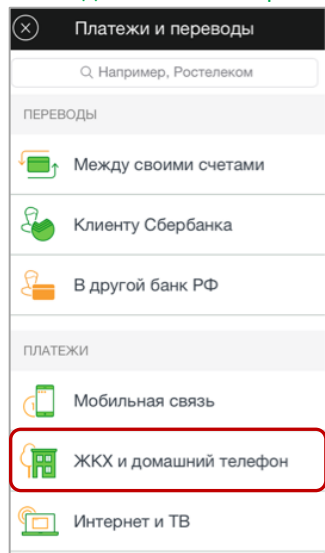 Платежи и переводы
Например, Ростелеком
ПЕРЕВОДЫ
Между своими счетами
Клиенту Сбербанка
В другой банк РФ
ПЛАТЕЖИ
Мобильная связь
ЖКХ и домашний телефон
Интернет и ТВ